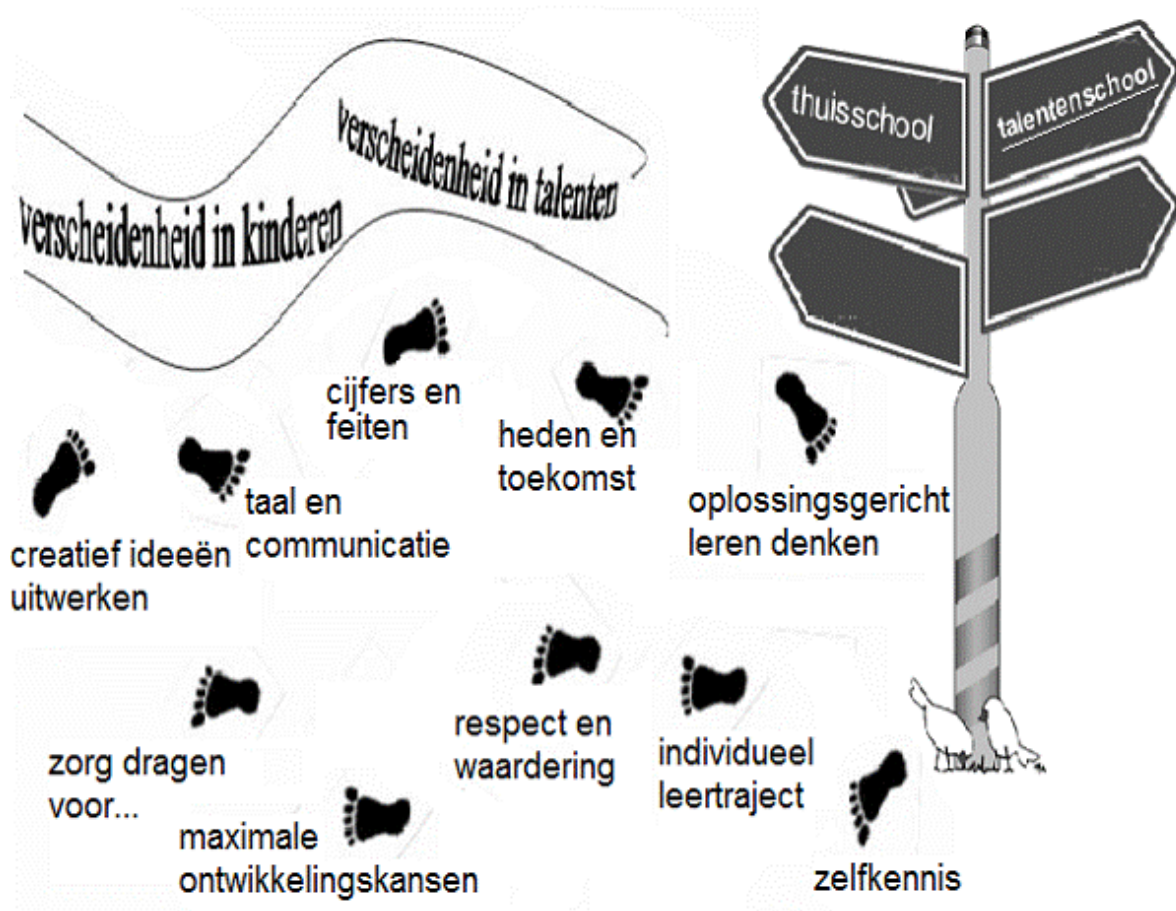 verscheidenheid in kinderen
verscheidenheid in talenten
thuisschool
talentenschool
cijfers en
feiten
heden en
toekomst
oplossingsgericht
leren denken
taal en
communicatie
creatief ideeën
uitwerken
zorg dragen
voor...
maximale
ontwikkelingskansen
respect en
waardering
individueel
leertraject
zelfkennis